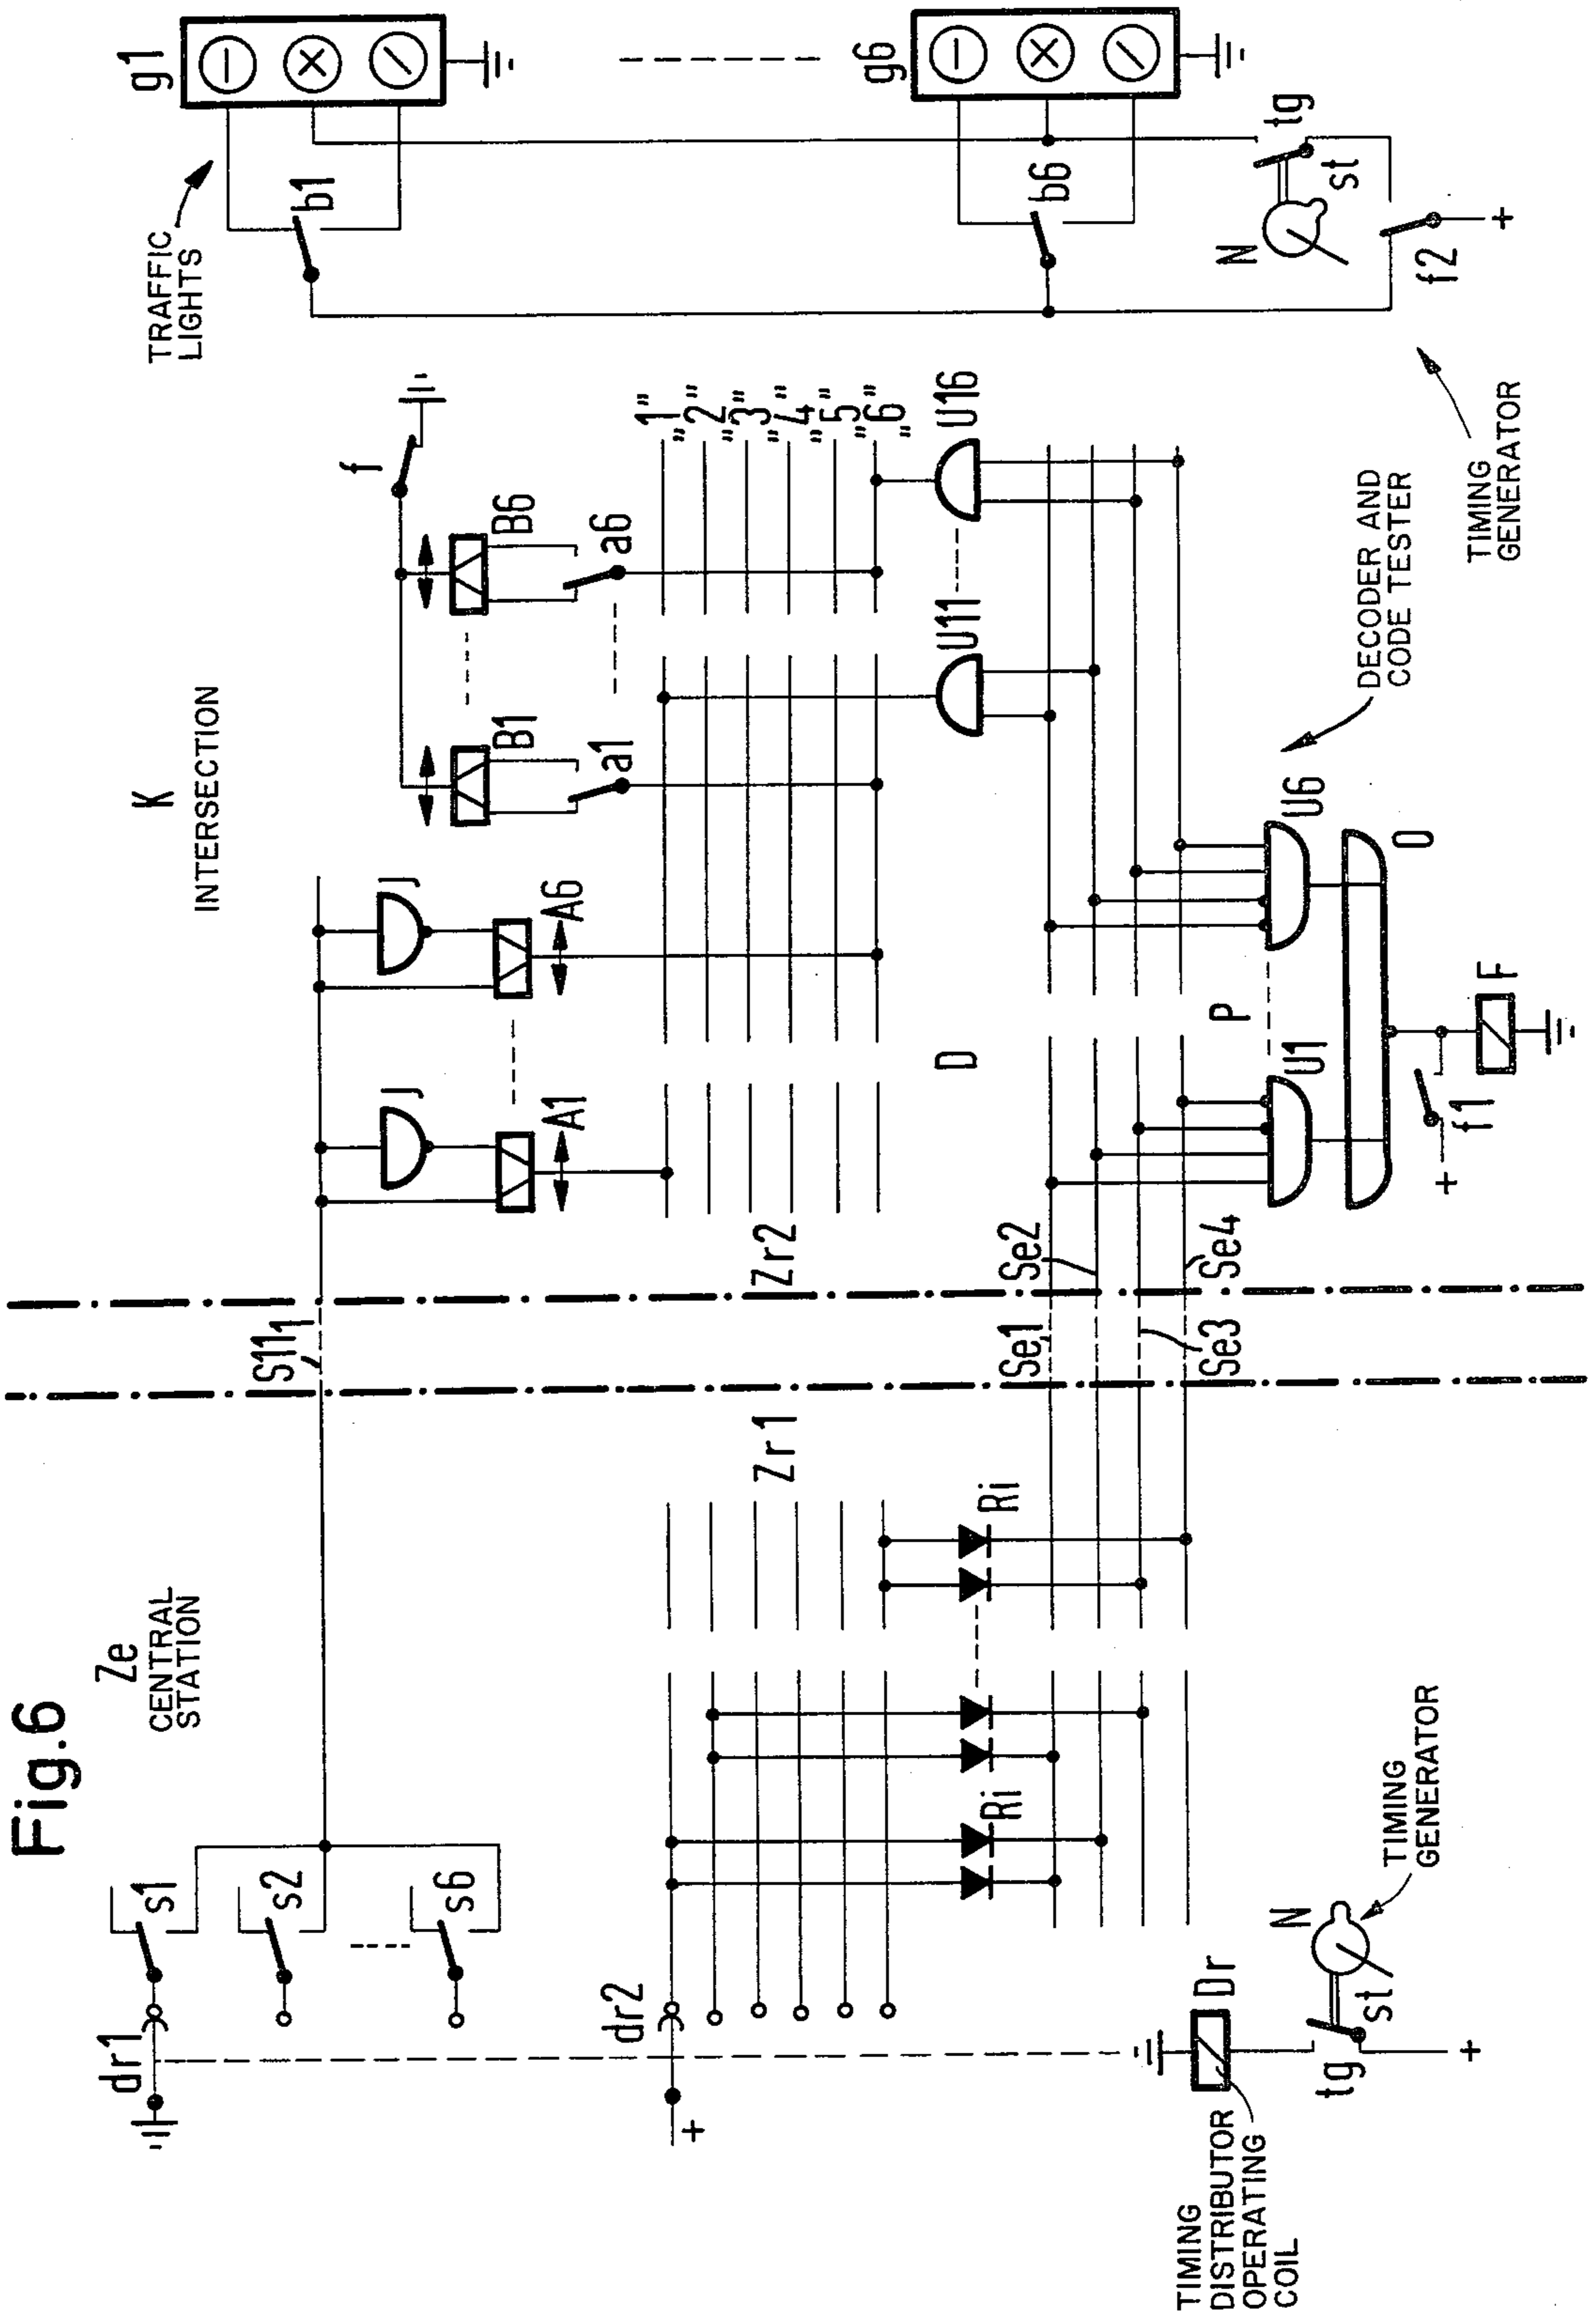 Fig.6
Ze
CENTRAL
STATION
K
INTERSECTION
TRAFFIC
LIGHTS
g1
g6
b1
b6
tg
st
N
f2
+
TIMING
GENERATOR
f
B1
B6
a1
a6
J
J
A1
A6
S11₁
s1
s2
s6
dr1
dr2
+
Zr1
Zr2
"1"
"2"
"3"
"4"
"5"
"6"
U11
U16
D
Ri
Ri
Se1
Se2
Se3
Se4
P
U1
U6
O
F
f1
+
DECODER AND
CODE TESTER
Dr
N
st
tg
+
TIMING
GENERATOR
TIMING
DISTRIBUTOR
OPERATING
COIL